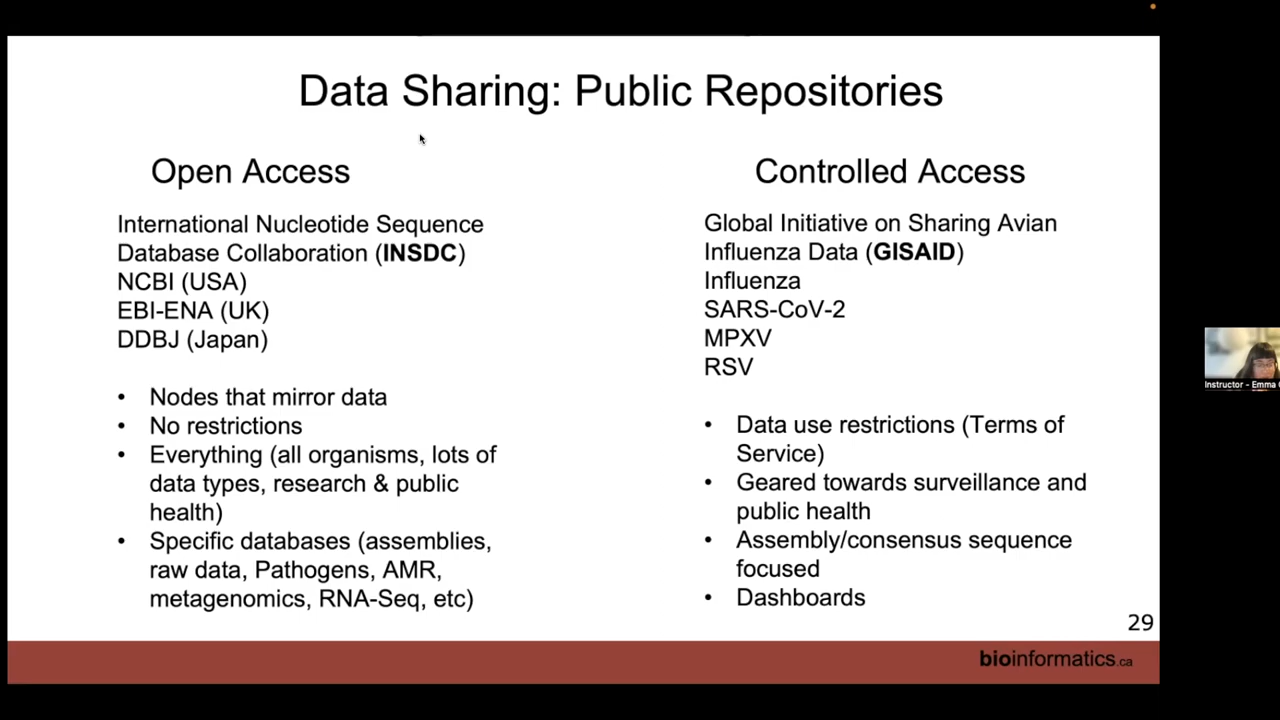 Data Sharing: Public Repositories
Open Access
International Nucleotide Sequence
Database Collaboration (INSDC)
NCBI (USA)
EBI-ENA (UK)
DDBJ (Japan)
• Nodes that mirror data
• No restrictions
• Everything (all organisms, lots of
data types, research & public
health)
• Specific databases (assemblies,
raw data, Pathogens, AMR,
metagenomics, RNA-Seq, etc)
Controlled Access
Global Initiative on Sharing Avian
Influenza Data (GISAID)
Influenza
SARS-CoV-2
MPXV
RSV
• Data use restrictions (Terms of
Service)
• Geared towards surveillance and
public health
• Assembly/consensus sequence
focused
• Dashboards
29
bioinformatics.ca
Instructor - Emma